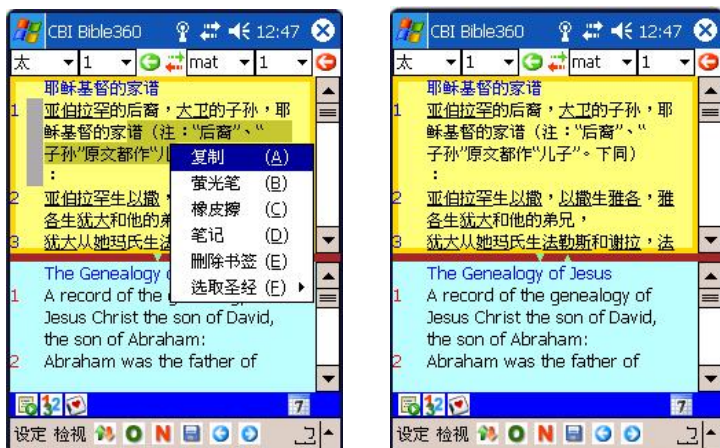 CBI Bible360 12:47
太 1 mat 1
耶稣基督的家谱
1 亚伯拉罕的后裔，大卫的子孙，耶
稣基督的家谱（注：“后裔”、“
子孙”原文都作“儿
：
2 亚伯拉罕生以撒，以撒生雅各，雅
各生犹大和他的弟
3 犹大从她玛氏生法
复制 (A)
萤光笔 (B)
橡皮擦 (C)
笔记 (D)
删除书签 (E)
选取圣经 (F)
The Genealogy
1 A record of the
Jesus Christ the son of David,
the son of Abraham:
2 Abraham was the father of
7
设定 检视 O N
CBI Bible360 12:47
太 1 mat 1
耶稣基督的家谱
1 亚伯拉罕的后裔，大卫的子孙，耶
稣基督的家谱（注：“后裔”、“
子孙”原文都作“儿子”。下同）
：
2 亚伯拉罕生以撒，以撒生雅各，雅
各生犹大和他的弟兄，
3 犹大从她玛氏生法勒斯和谢拉，法
The Genealogy of Jesus
1 A record of the genealogy of
Jesus Christ the son of David,
the son of Abraham:
2 Abraham was the father of
7
设定 检视 O N